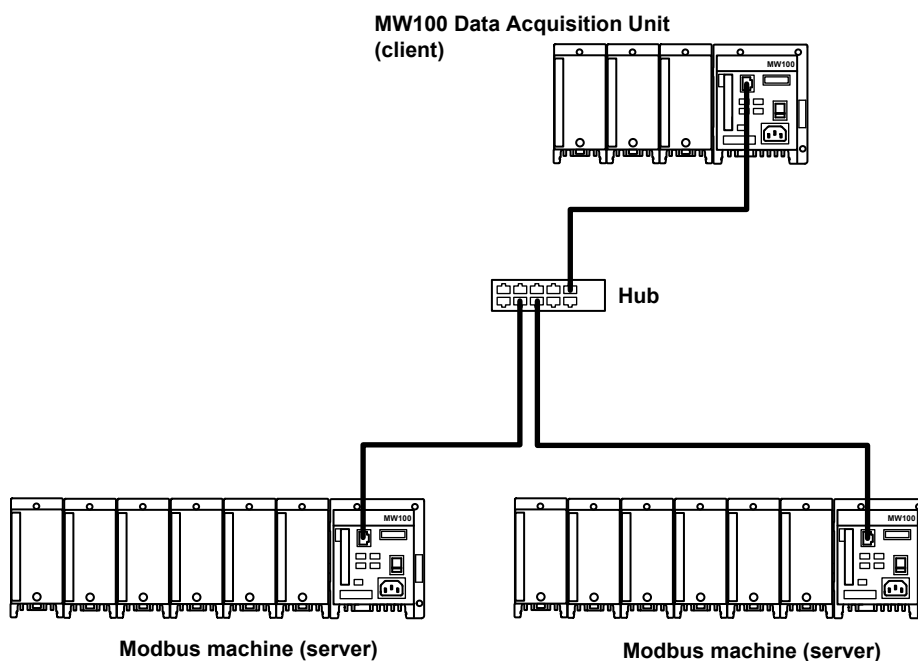 MW100 Data Acquisition Unit
(client)
MW100
Hub
MW100
MW100
Modbus machine (server)
Modbus machine (server)